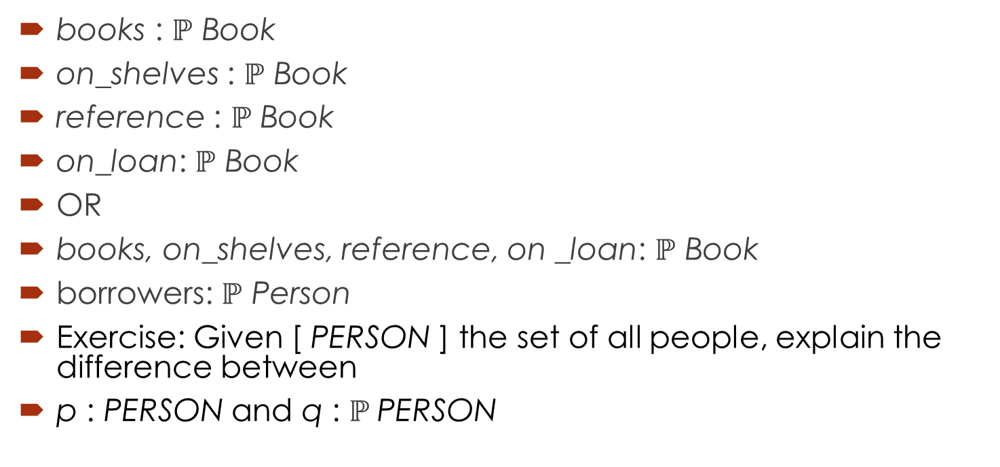 books : ℙ Book
on_shelves : ℙ Book
reference : ℙ Book
on_loan: ℙ Book
OR
books, on_shelves, reference, on _loan: ℙ Book
borrowers: ℙ Person
Exercise: Given [ PERSON ] the set of all people, explain the
difference between
p : PERSON and q : ℙ PERSON